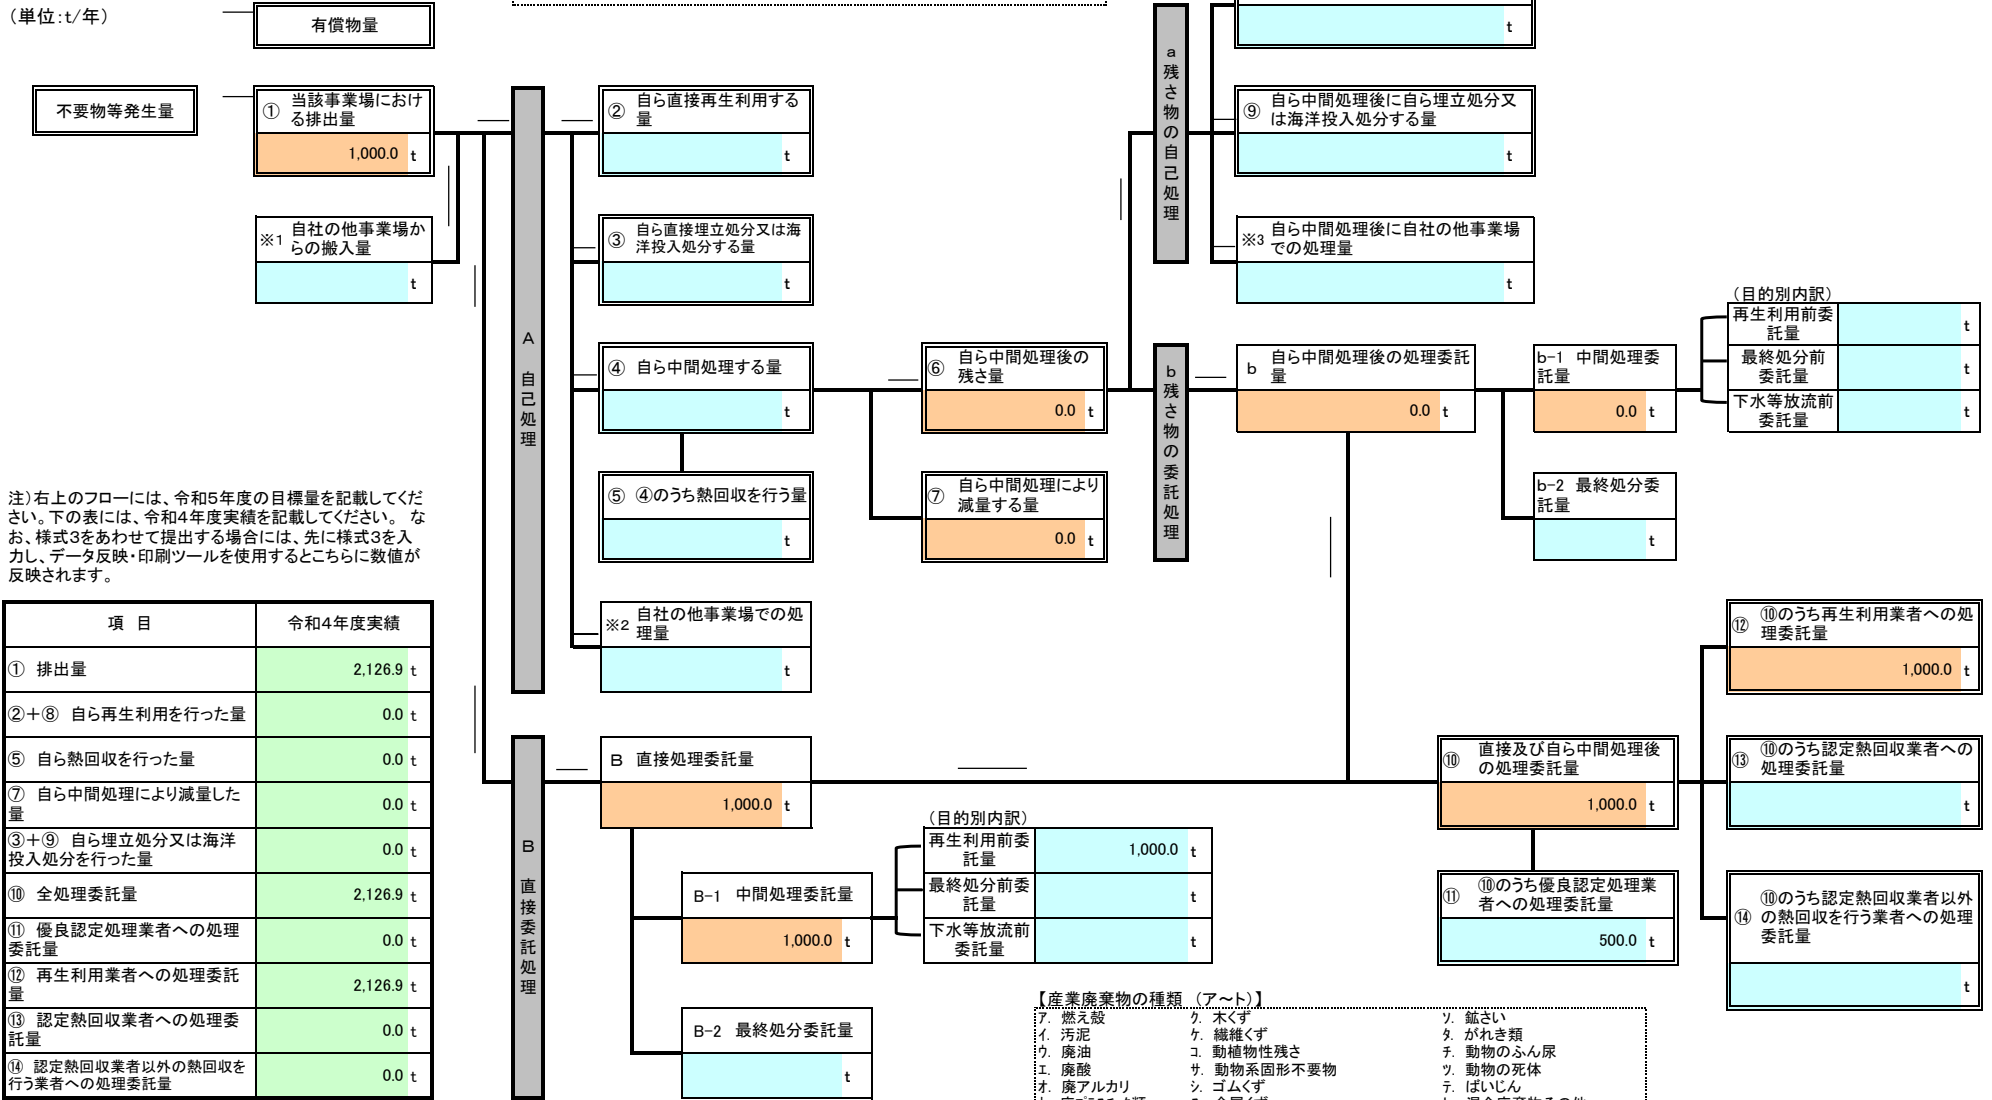 （単位:t/年）
有償物量
t
不要物等発生量
① 当該事業場におけ
る排出量
1,000.0 t
※1 自社の他事業場か
らの搬入量
t
A 自己処理
② 自ら直接再生利用する
量
t
③ 自ら直接埋立処分又は海
洋投入処分する量
t
④ 自ら中間処理する量
t
⑤ ④のうち熱回収を行う量
t
※2 自社の他事業場での処
理量
t
⑥ 自ら中間処理後の
残さ量
0.0 t
⑦ 自ら中間処理により
減量する量
0.0 t
a 残さ物の自己処理
⑨ 自ら中間処理後に自ら埋立処分又
は海洋投入処分する量
t
※3 自ら中間処理後に自社の他事業場
での処理量
t
b 残さ物の委託処理
b 自ら中間処理後の処理委託
量
0.0 t
b-1 中間処理委
託量
0.0 t
（目的別内訳）
再生利用前委
託量
t
最終処分前
委託量
t
下水等放流前
委託量
t
b-2 最終処分委
託量
t
注）右上のフローには、令和5年度の目標量を記載してくだ
さい。下の表には、令和4年度実績を記載してください。 な
お、様式3をあわせて提出する場合には、先に様式3を入
力し、データ反映・印刷ツールを使用するとこちらに数値が
反映されます。
項 目 令和4年度実績
① 排出量 2,126.9 t
②＋⑧ 自ら再生利用を行った量 0.0 t
⑤ 自ら熱回収を行った量 0.0 t
⑦ 自ら中間処理により減量した
量 0.0 t
③＋⑨ 自ら埋立処分又は海洋
投入処分を行った量 0.0 t
⑩ 全処理委託量 2,126.9 t
⑪ 優良認定処理業者への処理
委託量 0.0 t
⑫ 再生利用業者への処理委託
量 2,126.9 t
⑬ 認定熱回収業者への処理委
託量 0.0 t
⑭ 認定熱回収業者以外の熱回収を
行う業者への処理委託量 0.0 t
B 直接委託処理
B 直接処理委託量
1,000.0 t
B-1 中間処理委託量
1,000.0 t
（目的別内訳）
再生利用前委
託量
1,000.0 t
最終処分前委
託量
t
下水等放流前
委託量
t
B-2 最終処分委託量
t
⑩ 直接及び自ら中間処理後
の処理委託量
1,000.0 t
⑪ ⑩のうち優良認定処理業
者への処理委託量
500.0 t
⑫ ⑩のうち再生利用業者への処
理委託量
1,000.0 t
⑬ ⑩のうち認定熱回収業者への
処理委託量
t
⑭ ⑩のうち認定熱回収業者以外
の熱回収を行う業者への処理
委託量
t
【産業廃棄物の種類 （ア～ト）】
ア. 燃え殻 ク. 木くず ソ. 鉱さい
イ. 汚泥 ケ. 繊維くず タ. がれき類
ウ. 廃油 コ. 動植物性残さ チ. 動物のふん尿
エ. 廃酸 サ. 動物系固形不要物 ツ. 動物の死体
オ. 廃アルカリ シ. ゴムくず テ. ばいじん